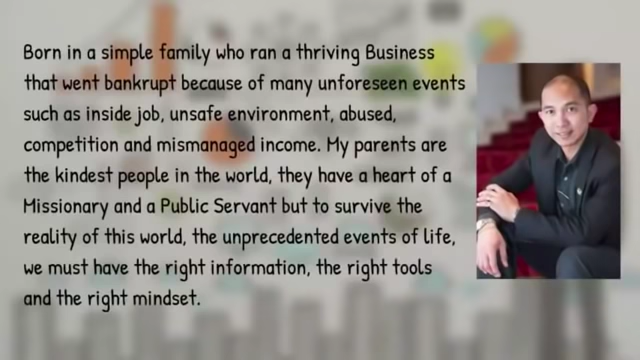 Born in a simple family who ran a thriving Business
that went bankrupt because of many unforeseen events
such as inside job, unsafe environment, abused,
competition and mismanaged income. My parents are
the kindest people in the world, they have a heart of a
Missionary and a Public Servant but to survive the
reality of this world, the unprecedented events of life,
we must have the right information, the right tools
and the right mindset.